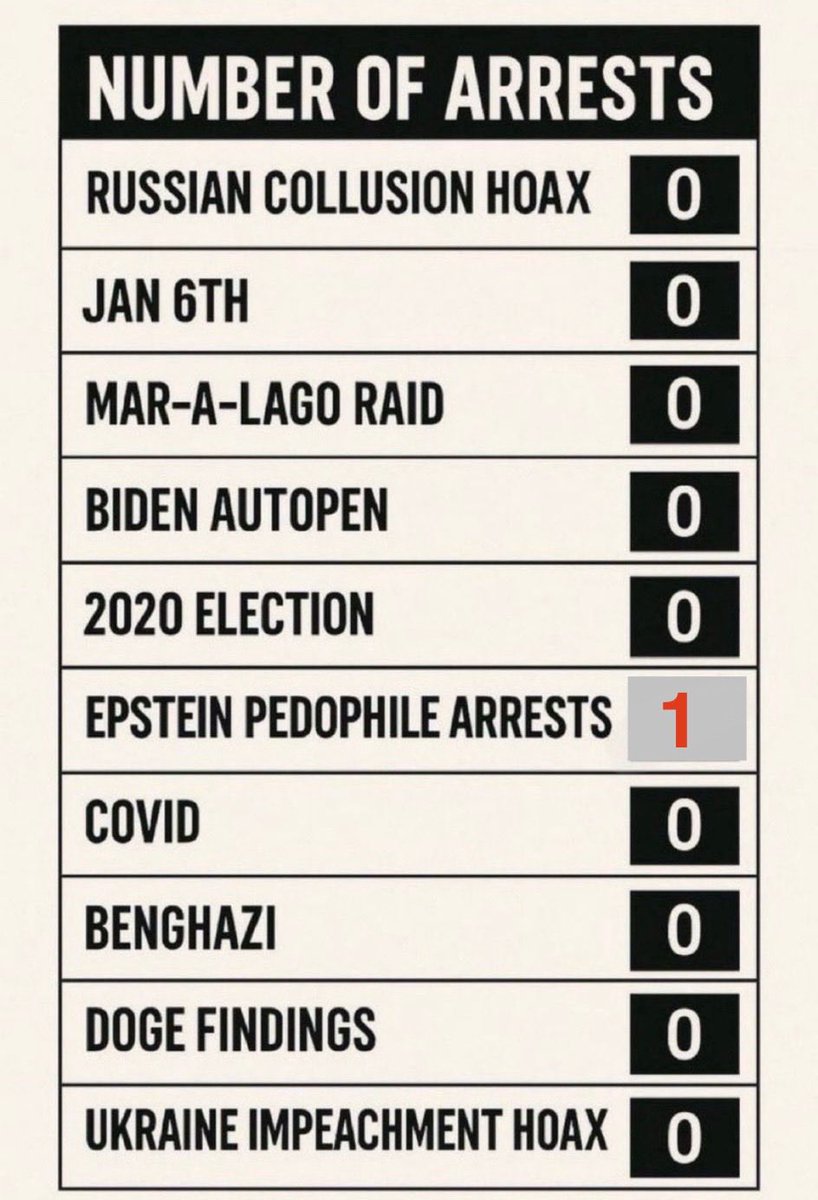 NUMBER OF ARRESTS
RUSSIAN COLLUSION HOAX 0
JAN 6TH 0
MAR-A-LAGO RAID 0
BIDEN AUTOPEN 0
2020 ELECTION 0
EPSTEIN PEDOPHILE ARRESTS 1
COVID 0
BENGHAZI 0
DOGE FINDINGS 0
UKRAINE IMPEACHMENT HOAX 0